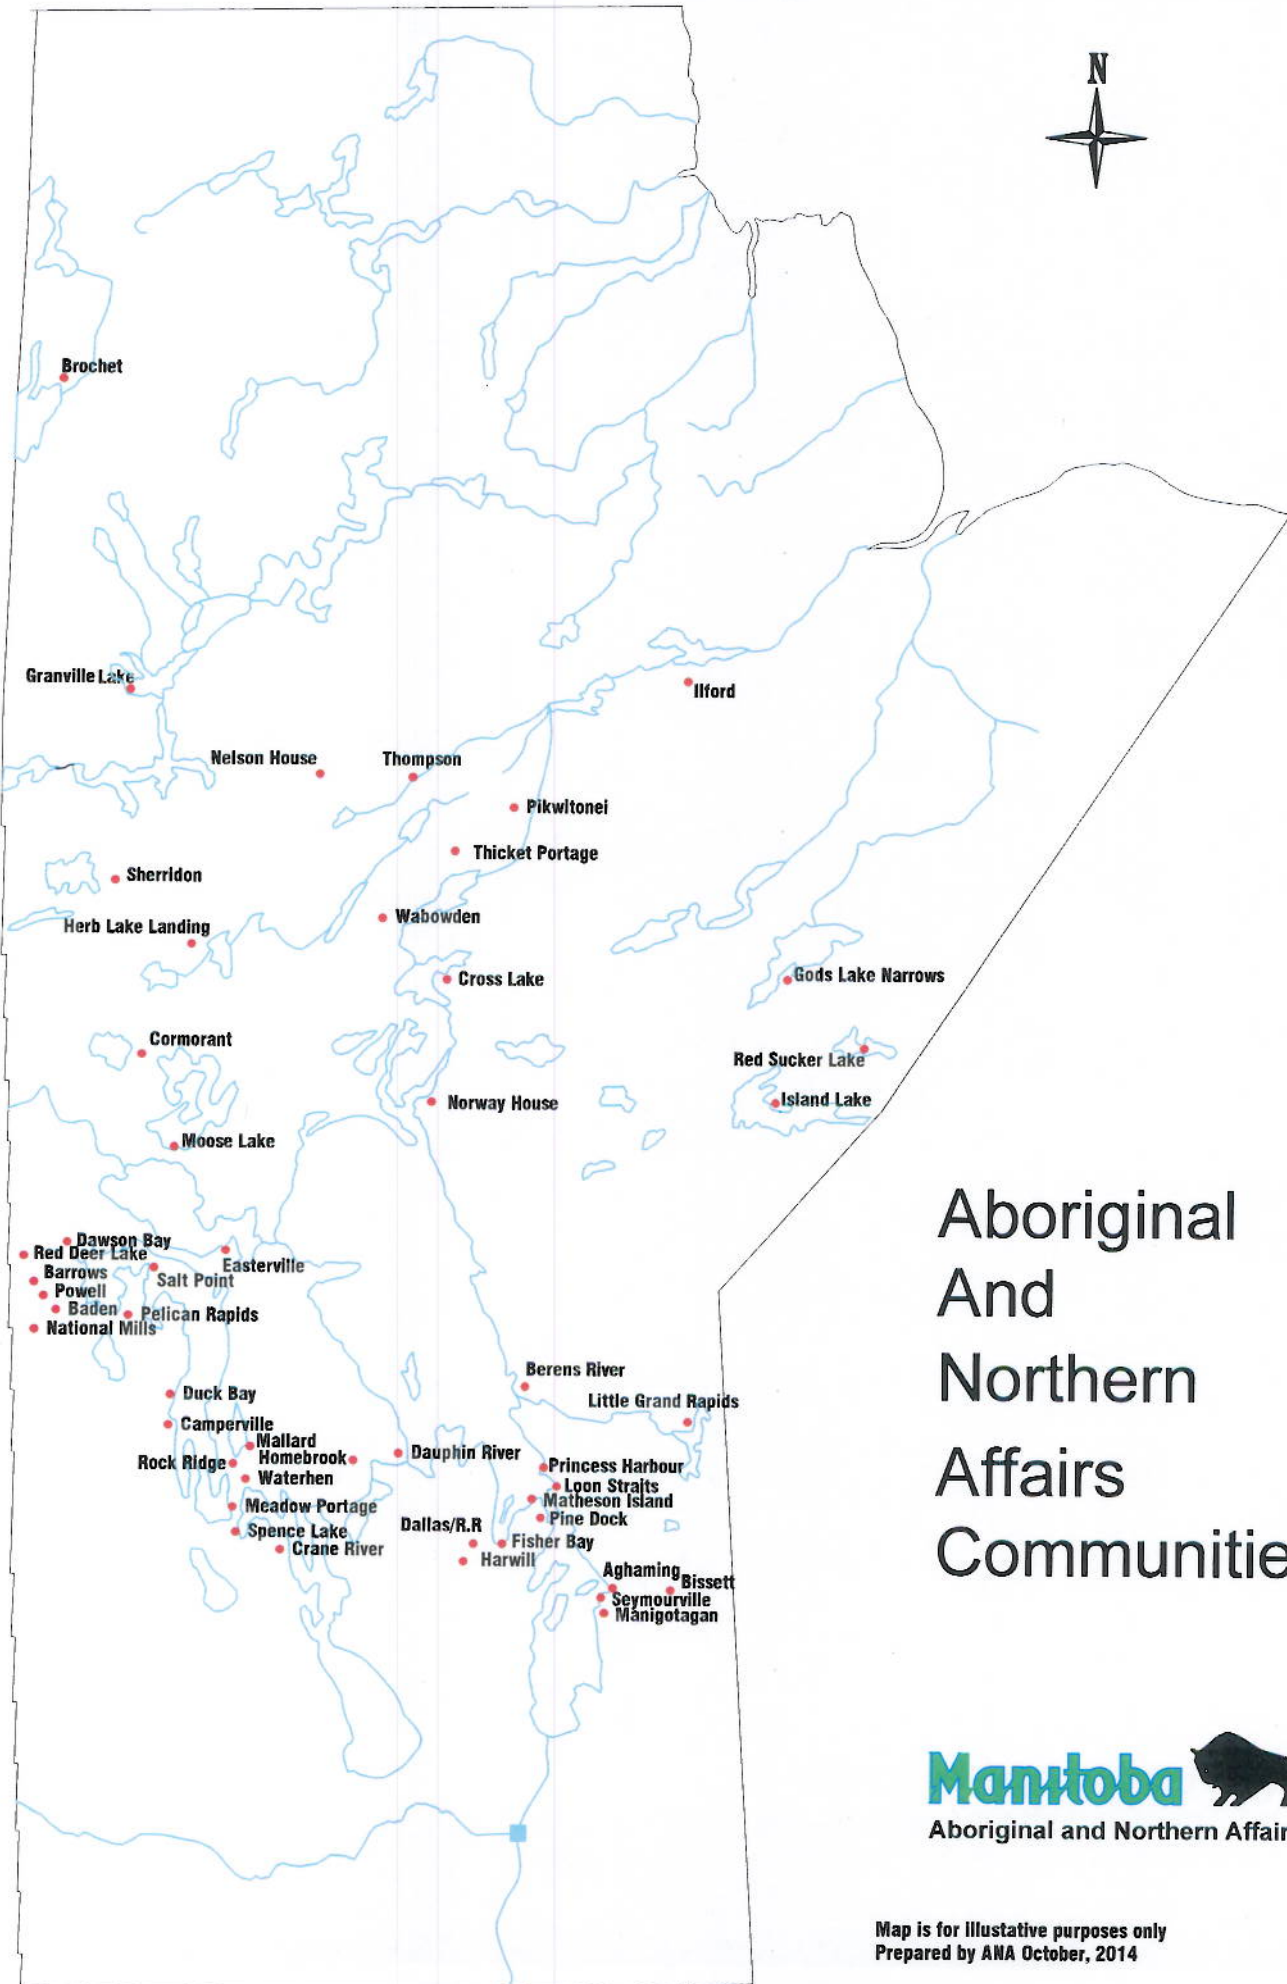 N
Brochet
Granville Lake
Ilford
Nelson House
Thompson
Pikwitonei
Thicket Portage
Sherridon
Wabowden
Herb Lake Landing
Cross Lake
Gods Lake Narrows
Cormorant
Red Sucker Lake
Island Lake
Norway House
Moose Lake
Dawson Bay
Red Deer Lake
Easterville
Barrows
Salt Point
Powell
Baden
Pelican Rapids
National Mills
Berens River
Little Grand Rapids
Duck Bay
Camperville
Mallard
Dauphin River
Homebrook
Rock Ridge
Princess Harbour
Waterhen
Loon Straits
Matheson Island
Meadow Portage
Pine Dock
Dallas/R.R
Spence Lake
Fisher Bay
Crane River
Harwill
Aghaming
Bissett
Seymourville
Manigotagan
Aboriginal
And
Northern
Affairs
Communitie
Manitoba
Aboriginal and Northern Affair
Map is for illustative purposes only
Prepared by ANA October, 2014